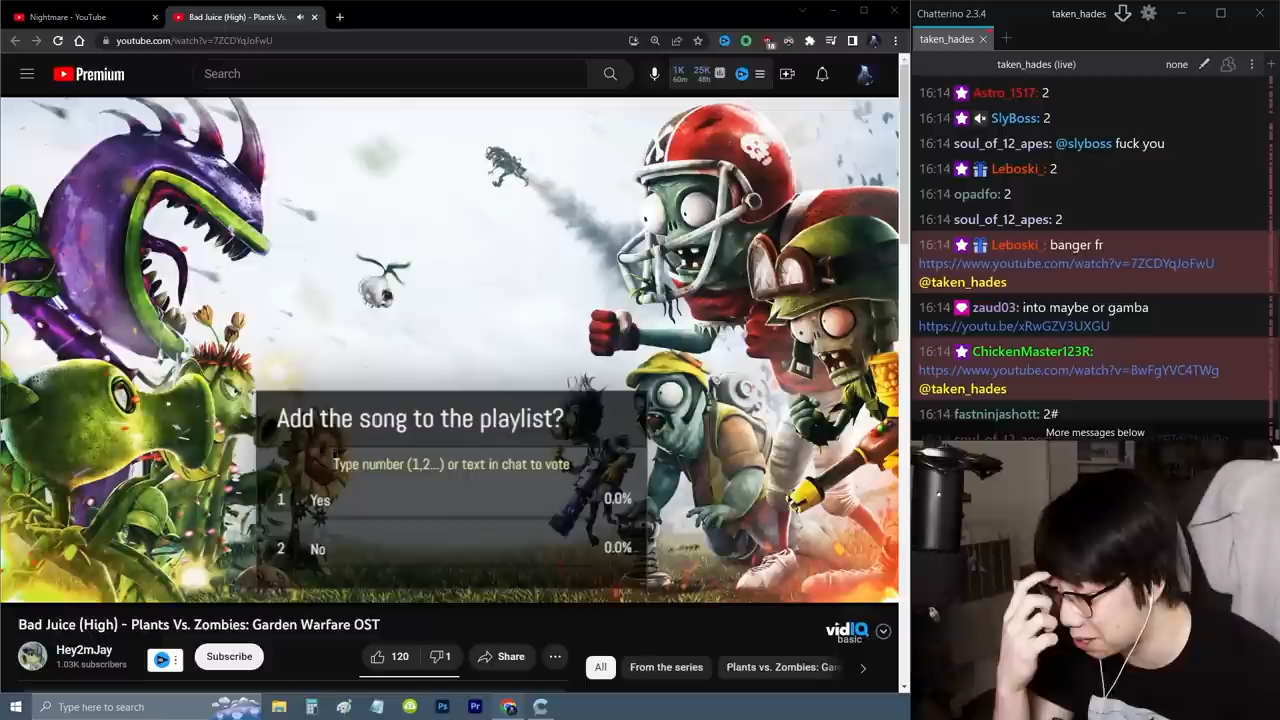 Nightmare - YouTube
Bad Juice (High) - Plants Vs.
youtube.com/watch?v=7ZCDYqJoFwU
18
Premium
Search
1K
60m
25K
48h
Add the song to the playlist?
Type number (1,2...) or text in chat to vote
1 Yes 0.0%
2 No 0.0%
Bad Juice (High) - Plants Vs. Zombies: Garden Warfare OST
vidIQ
basic
Hey2mJay
1.03K subscribers
Subscribe
120
1
Share
All
From the series
Plants vs. Zombies: Gar
Type here to search
Ps
Pr
Chatterino 2.3.4
taken_hades
taken_hades
taken_hades (live)
none
16:14 Astro_1517: 2
16:14 SlyBoss: 2
16:14 soul_of_12_apes: @slyboss fuck you
16:14 Leboski_: 2
16:14 opadfo: 2
16:14 soul_of_12_apes: 2
16:14 Leboski_: banger fr
https://www.youtube.com/watch?v=7ZCDYqJoFwU
@taken_hades
16:14 zaud03: into maybe or gamba
https://youtu.be/xRwGZV3UXGU
16:14 ChickenMaster123R:
https://www.youtube.com/watch?v=8wFgYVC4TWg
@taken_hades
16:14 fastninjashott: 2#
More messages below